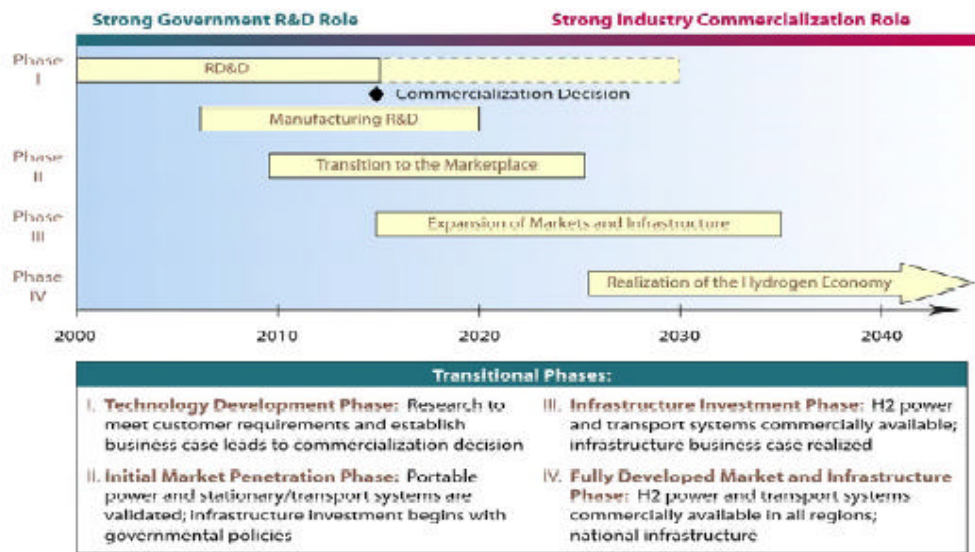 Strong Government R&D Role
Strong Industry Commercialization Role
Phase
I
RD&D
Commercialization Decision
Manufacturing R&D
Phase
II
Transition to the Marketplace
Phase
III
Expansion of Markets and Infrastructure
Phase
IV
Realization of the Hydrogen Economy
2000
2010
2020
2030
2040
Transitional Phases:
I. Technology Development Phase: Research to
meet customer requirements and establish
business case leads to commercialization decision
II. Initial Market Penetration Phase: Portable
power and stationary/transport systems are
validated; infrastructure investment begins with
governmental policies
III. Infrastructure Investment Phase: H2 power
and transport systems commercially available;
infrastructure business case realized
IV. Fully Developed Market and Infrastructure
Phase: H2 power and transport systems
commercially available in all regions;
national infrastructure